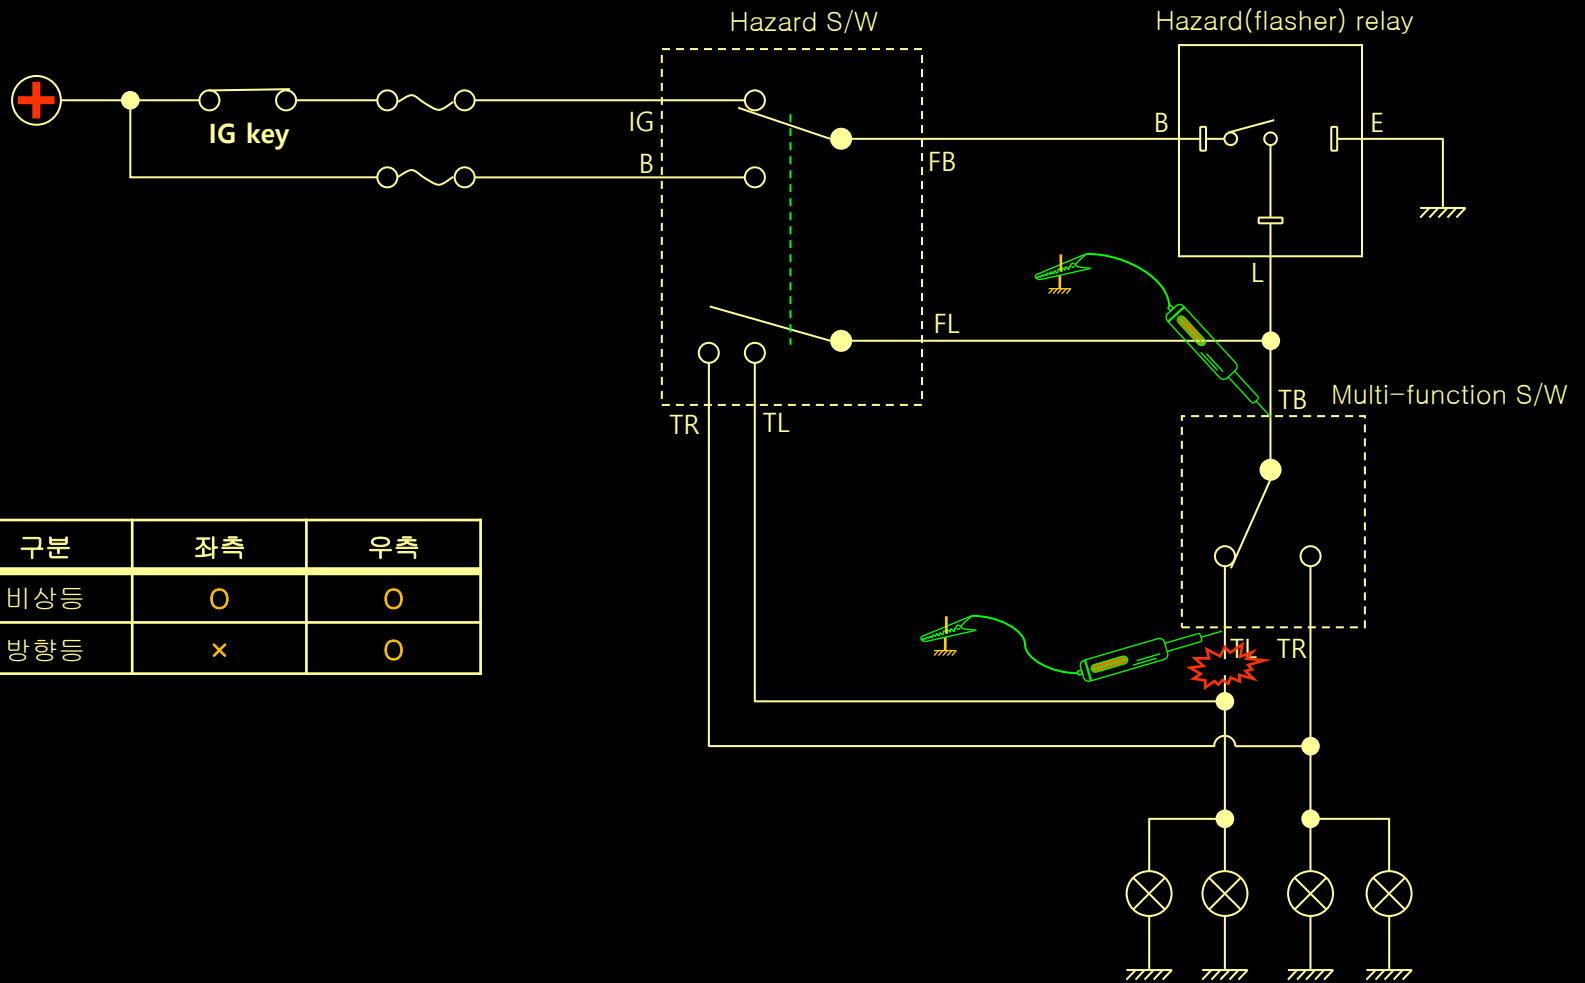 Hazard S/W
Hazard(flasher) relay
IG key
IG
B
FB
B
E
L
FL
TB
Multi-function S/W
TR
TL
TL
TR
구분 좌측 우측
비상등 O O
방향등 × O